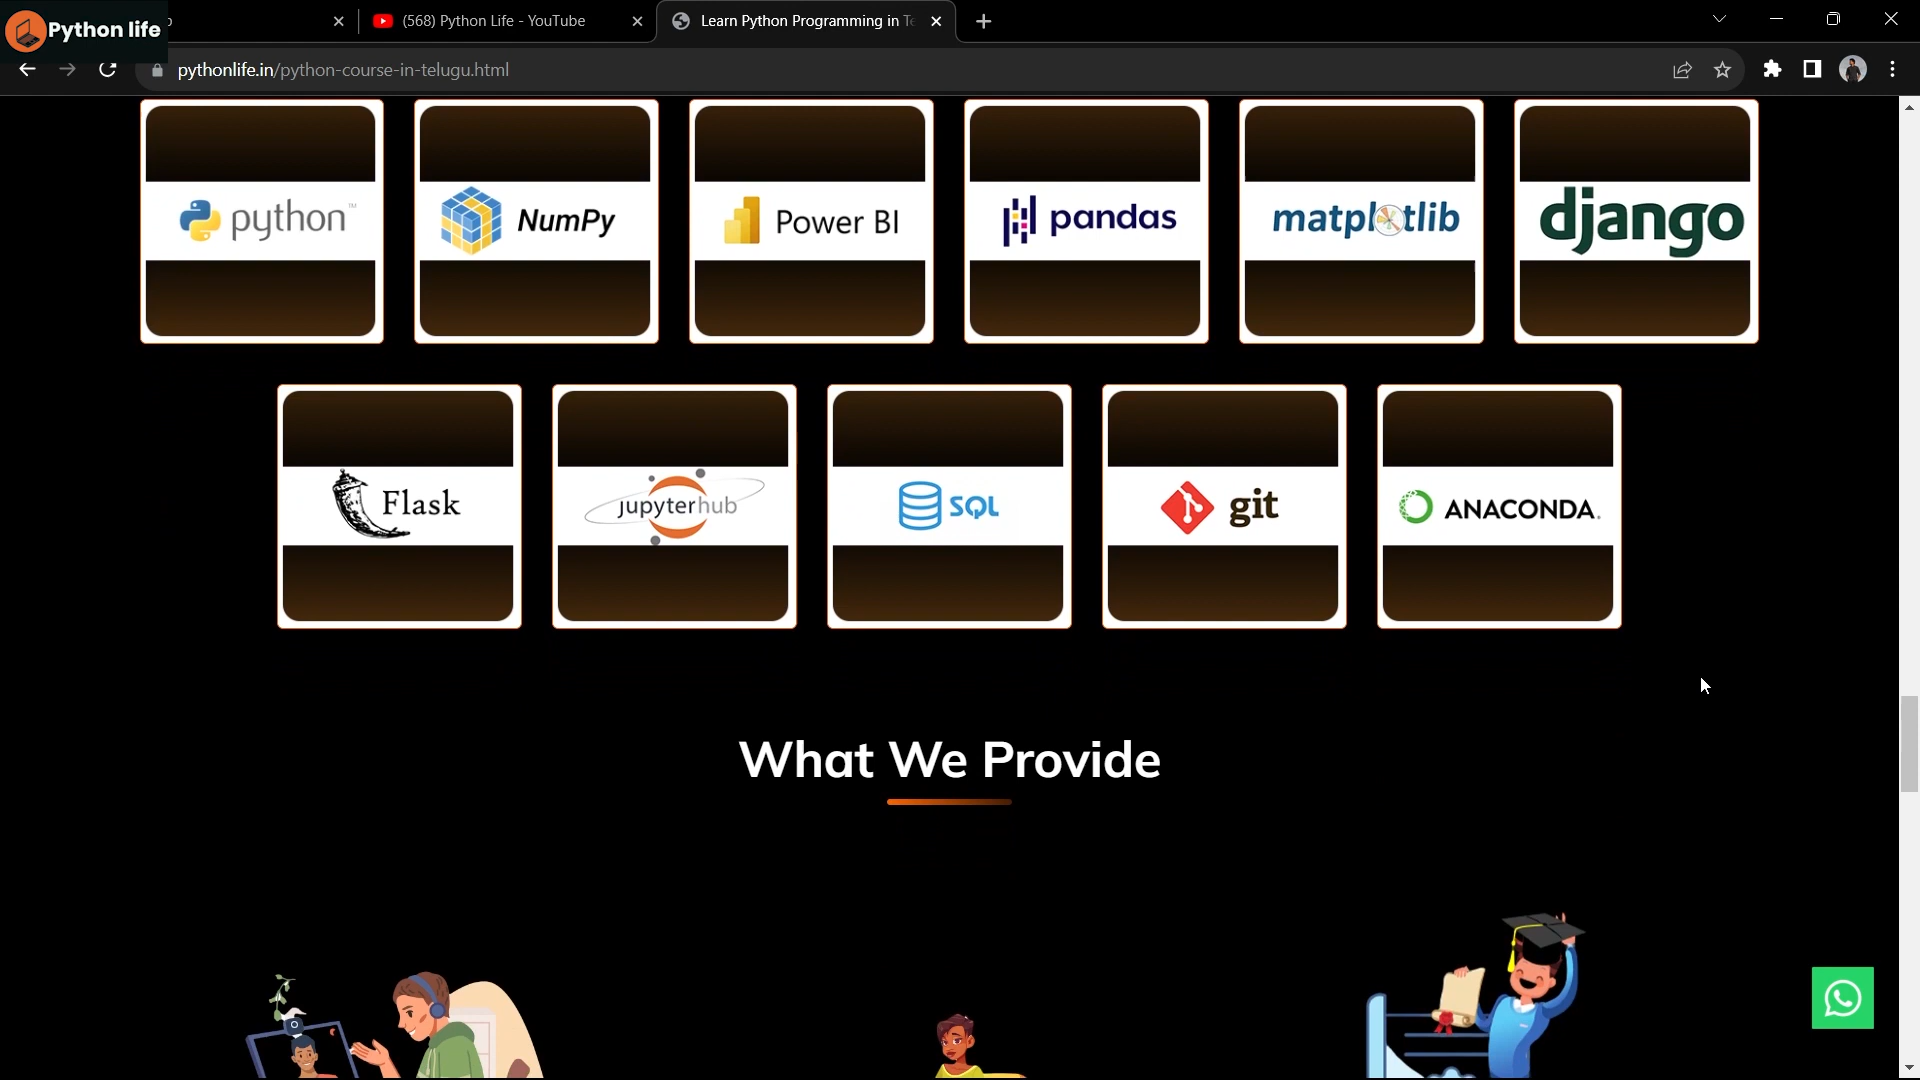 Python life
(568) Python Life - YouTube
Learn Python Programming in Te
pythonlife.in/python-course-in-telugu.html
python™
NumPy
Power BI
pandas
matplotlib
django
Flask
jupyterhub
SQL
git
ANACONDA.
What We Provide